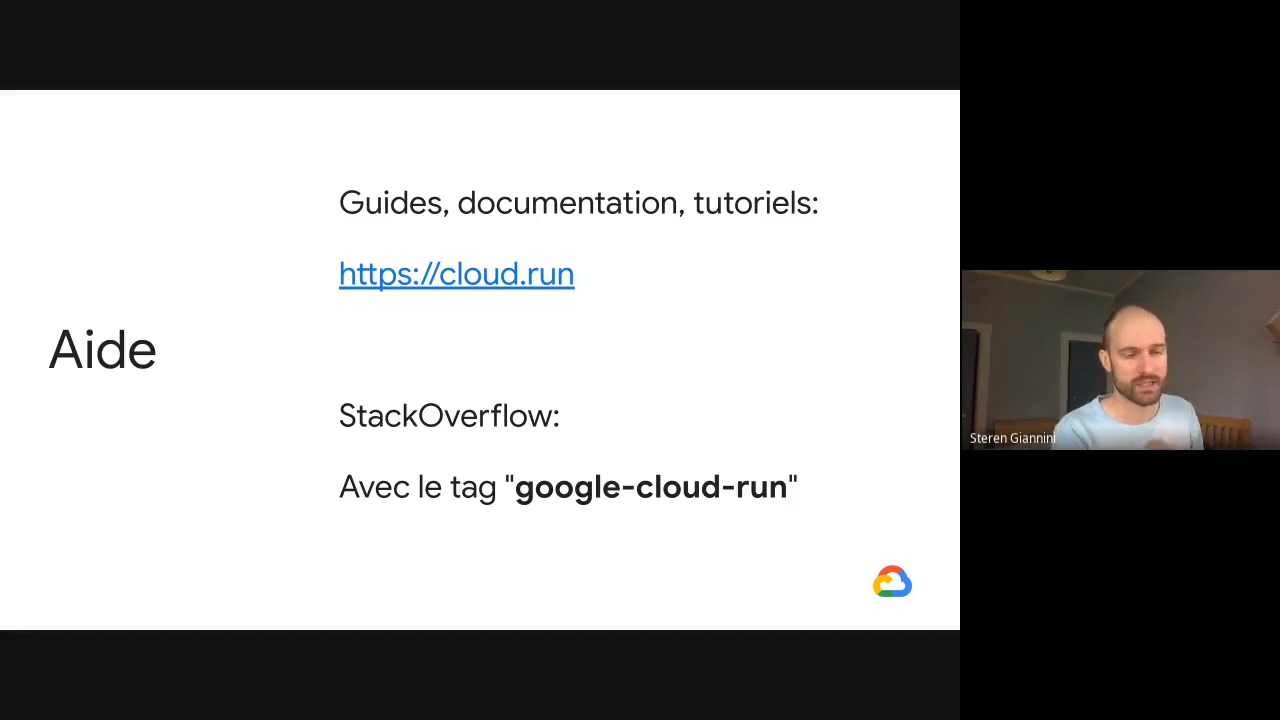 Guides, documentation, tutoriels:
https://cloud.run
Aide
StackOverflow:
Avec le tag "google-cloud-run"
Steren Giannini